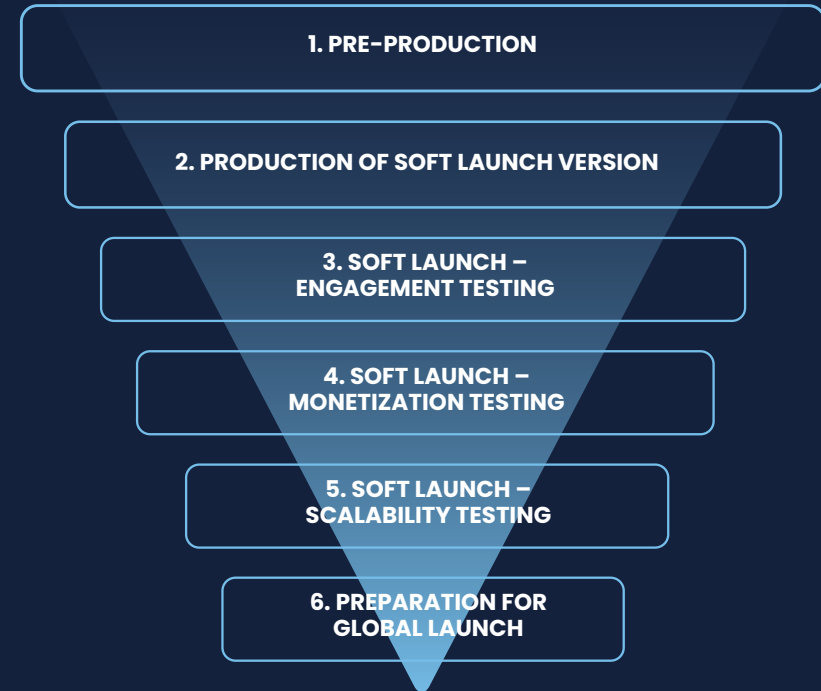 1. PRE-PRODUCTION
2. PRODUCTION OF SOFT LAUNCH VERSION
3. SOFT LAUNCH –
ENGAGEMENT TESTING
4. SOFT LAUNCH –
MONETIZATION TESTING
5. SOFT LAUNCH –
SCALABILITY TESTING
6. PREPARATION FOR
GLOBAL LAUNCH